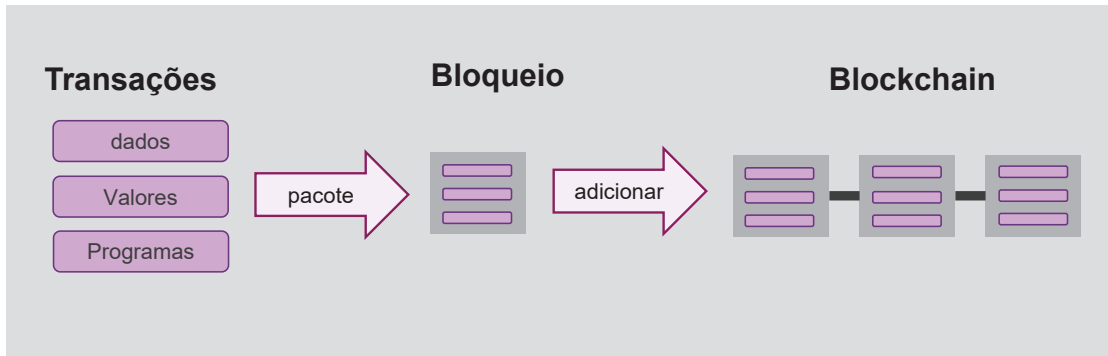 Transações
dados
Valores
Programas
pacote
Bloqueio
adicionar
Blockchain